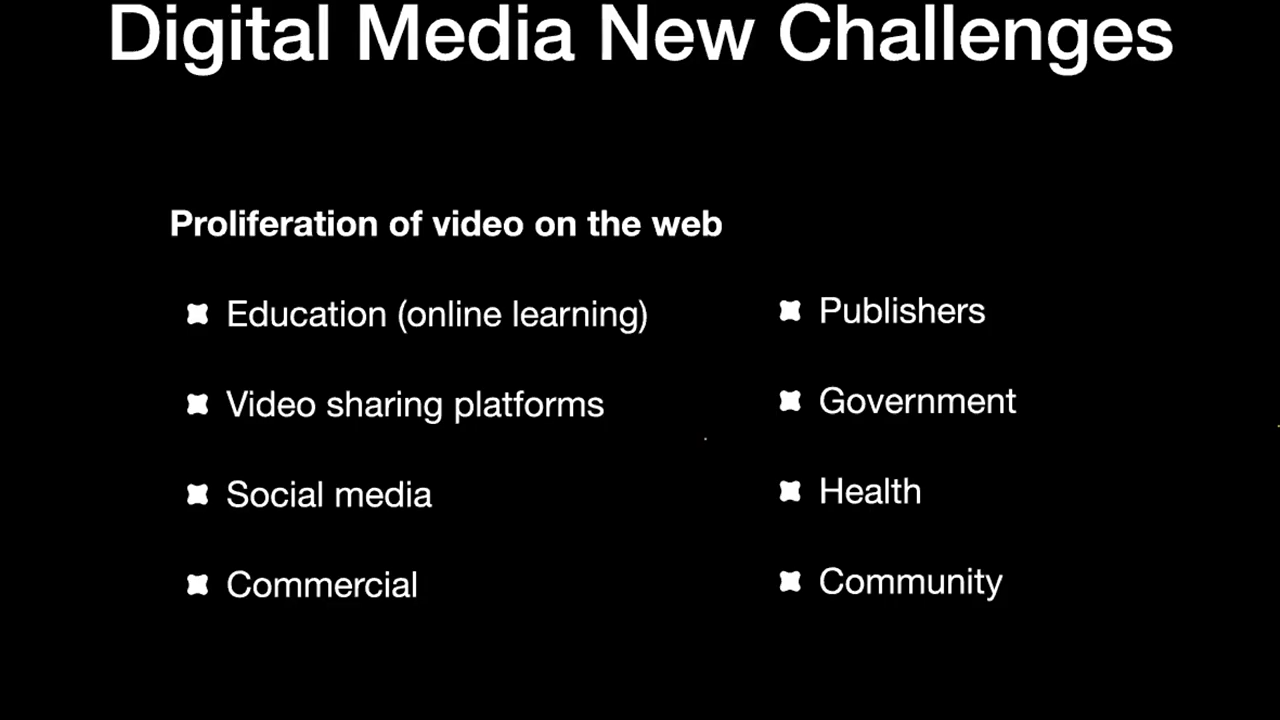 Digital Media New Challenges
Proliferation of video on the web
Education (online learning)
Video sharing platforms
Social media
Commercial
Publishers
Government
Health
Community